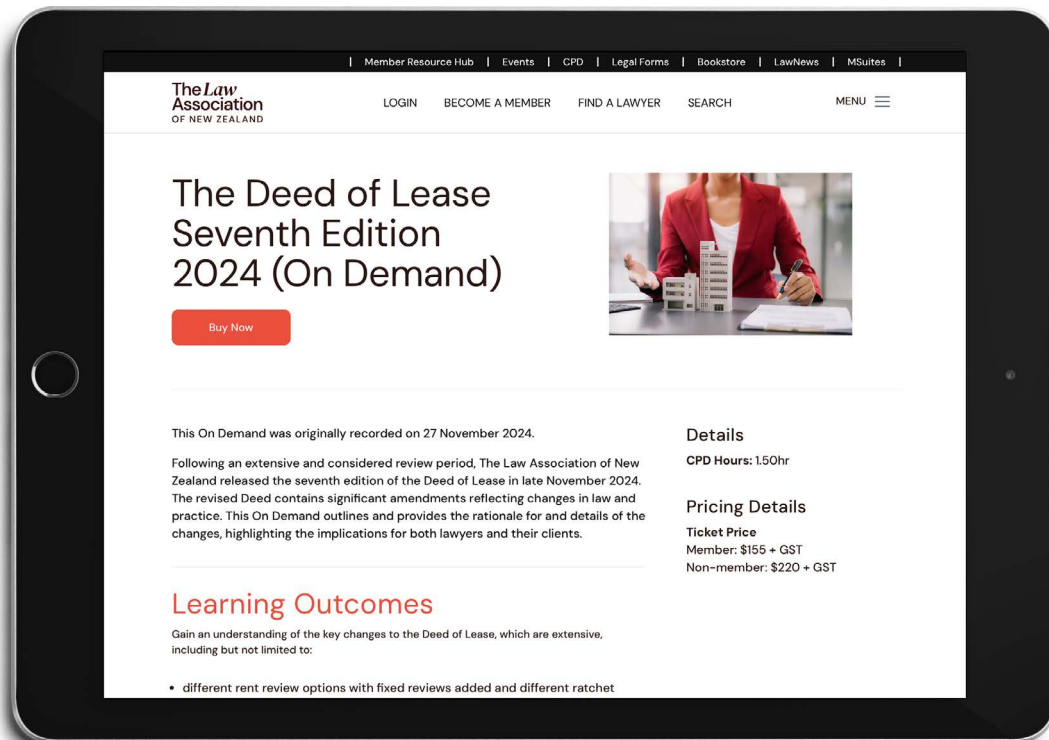 | Member Resource Hub | Events | CPD | Legal Forms | Bookstore | LawNews | MSuites |
The Law
Association
OF NEW ZEALAND
LOGIN BECOME A MEMBER FIND A LAWYER SEARCH MENU
The Deed of Lease
Seventh Edition
2024 (On Demand)
Buy Now
This On Demand was originally recorded on 27 November 2024.
Following an extensive and considered review period, The Law Association of New
Zealand released the seventh edition of the Deed of Lease in late November 2024.
The revised Deed contains significant amendments reflecting changes in law and
practice. This On Demand outlines and provides the rationale for and details of the
changes, highlighting the implications for both lawyers and their clients.
Details
CPD Hours: 1.50hr
Pricing Details
Ticket Price
Member: $155 + GST
Non-member: $220 + GST
Learning Outcomes
Gain an understanding of the key changes to the Deed of Lease, which are extensive,
including but not limited to:
• different rent review options with fixed reviews added and different ratchet